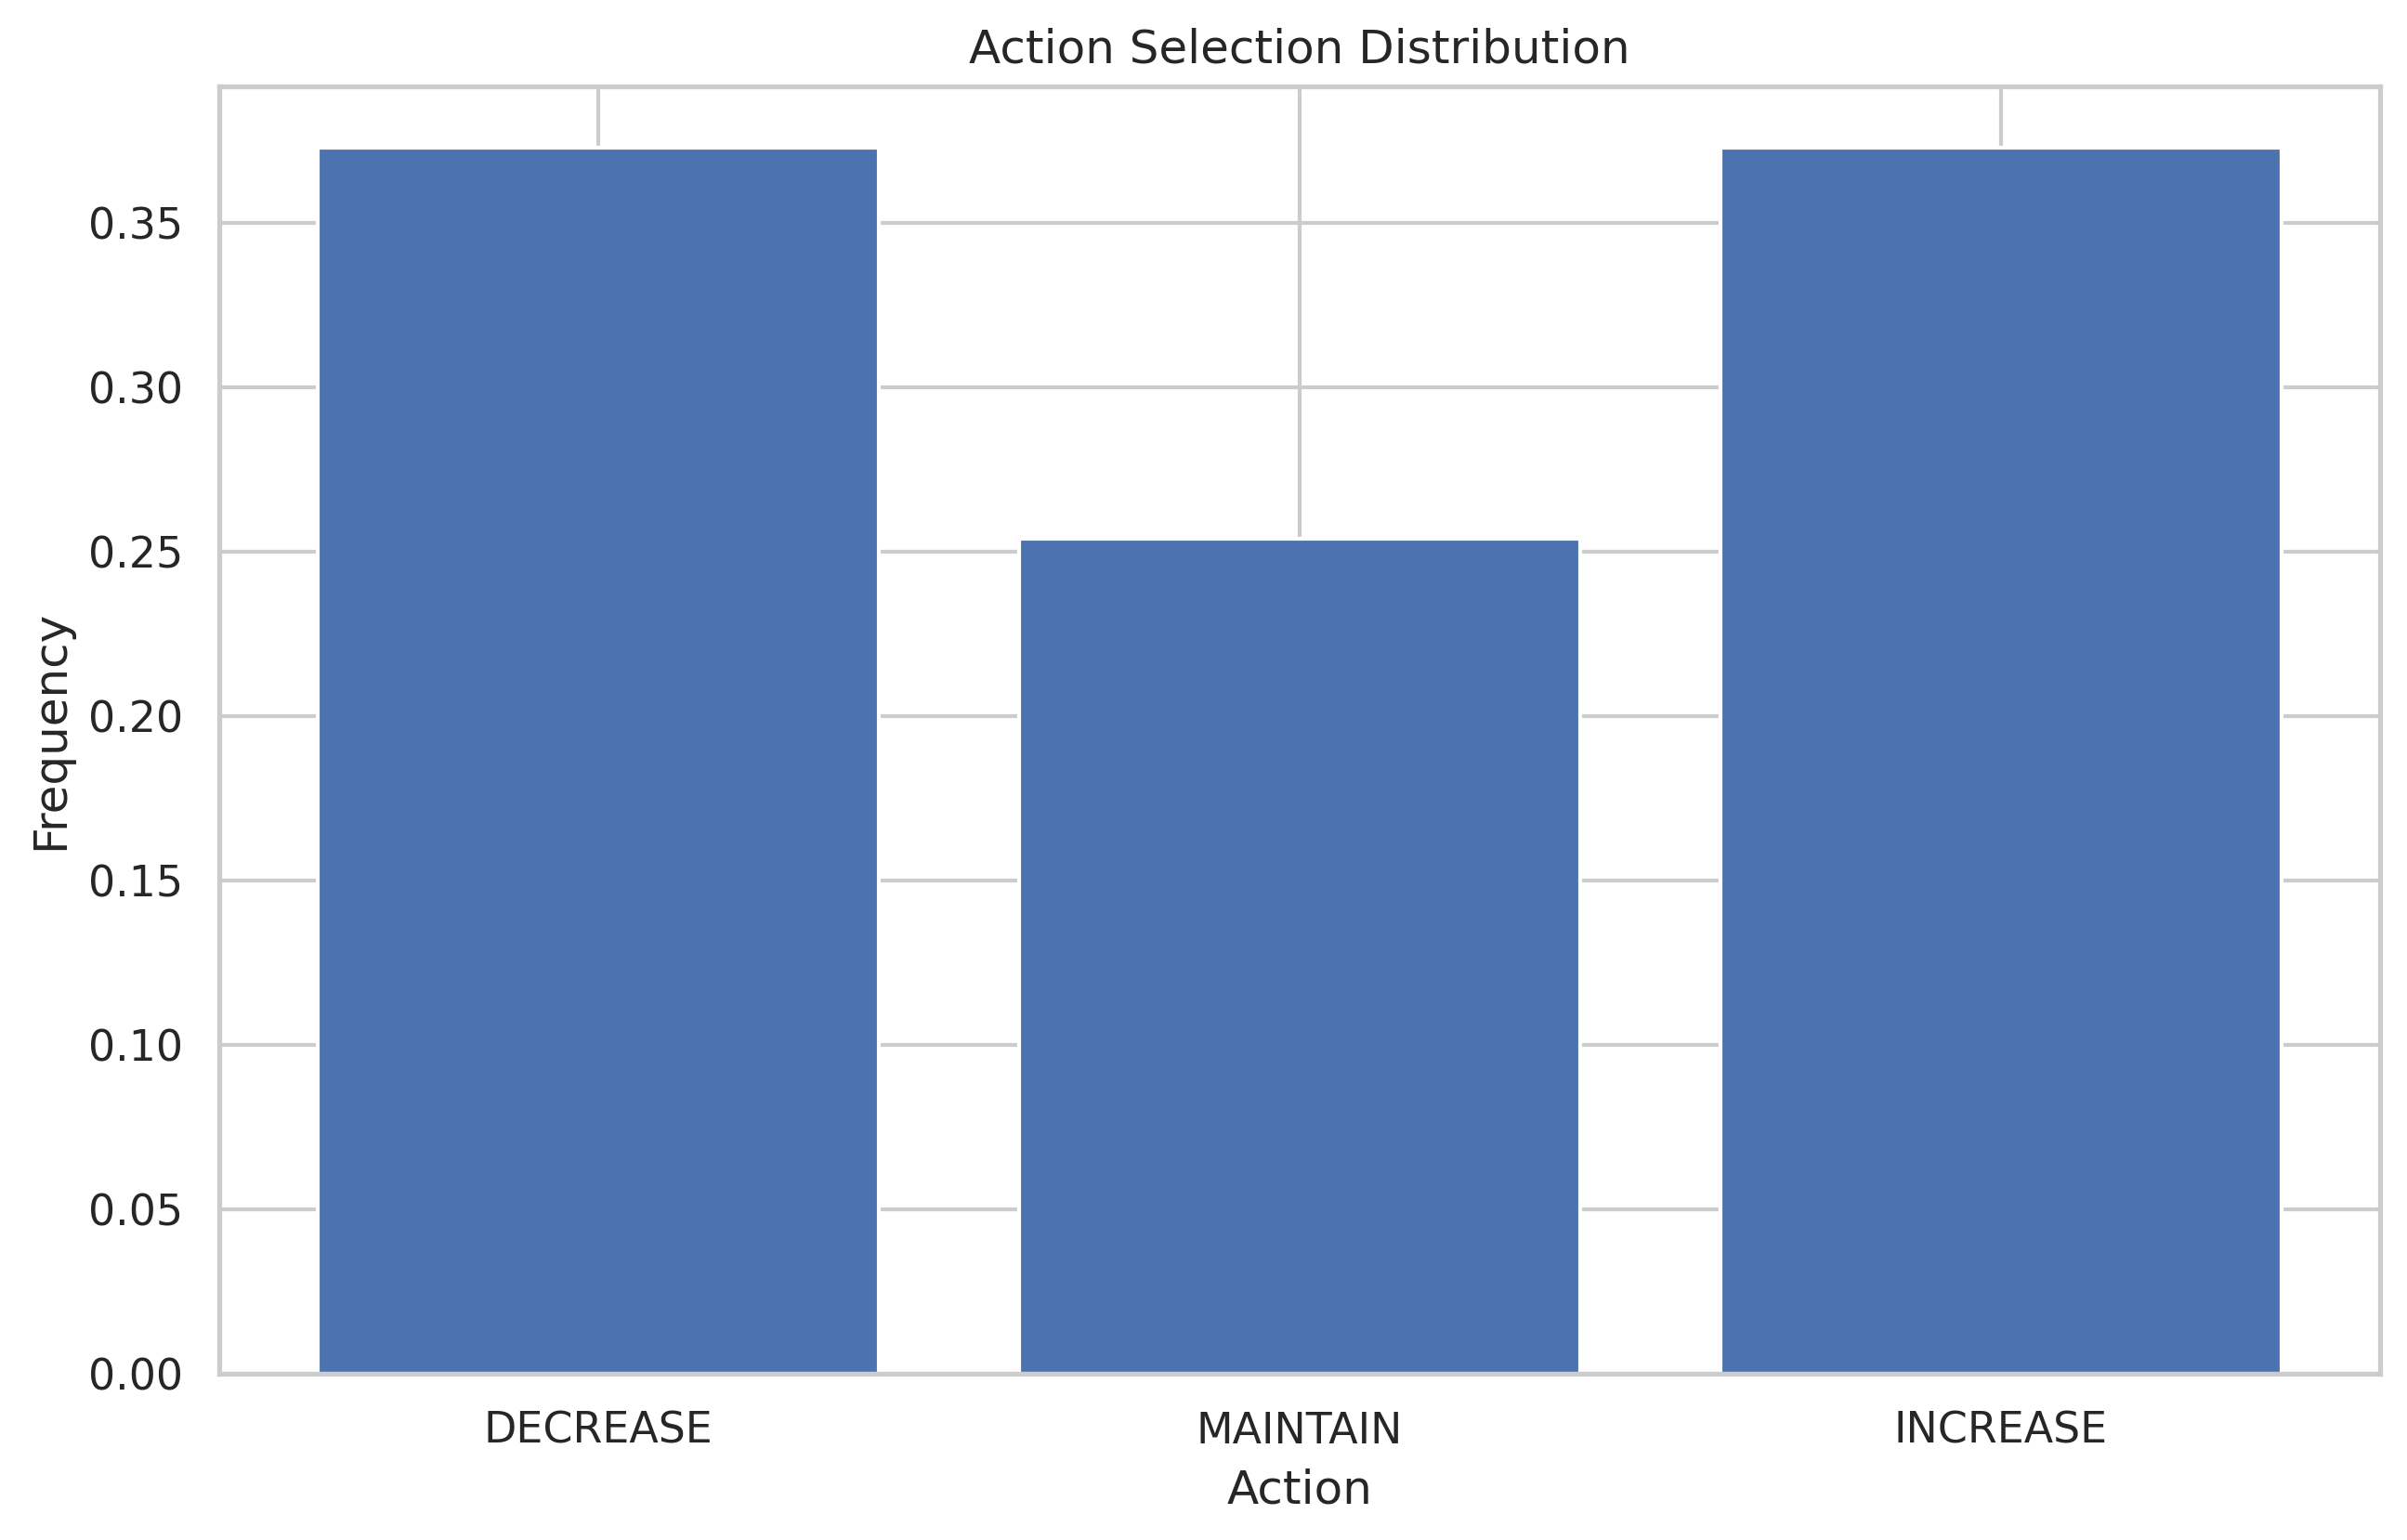 Action Selection Distribution
Frequency
0.35
0.30
0.25
0.20
0.15
0.10
0.05
0.00
DECREASE
MAINTAIN
INCREASE
Action